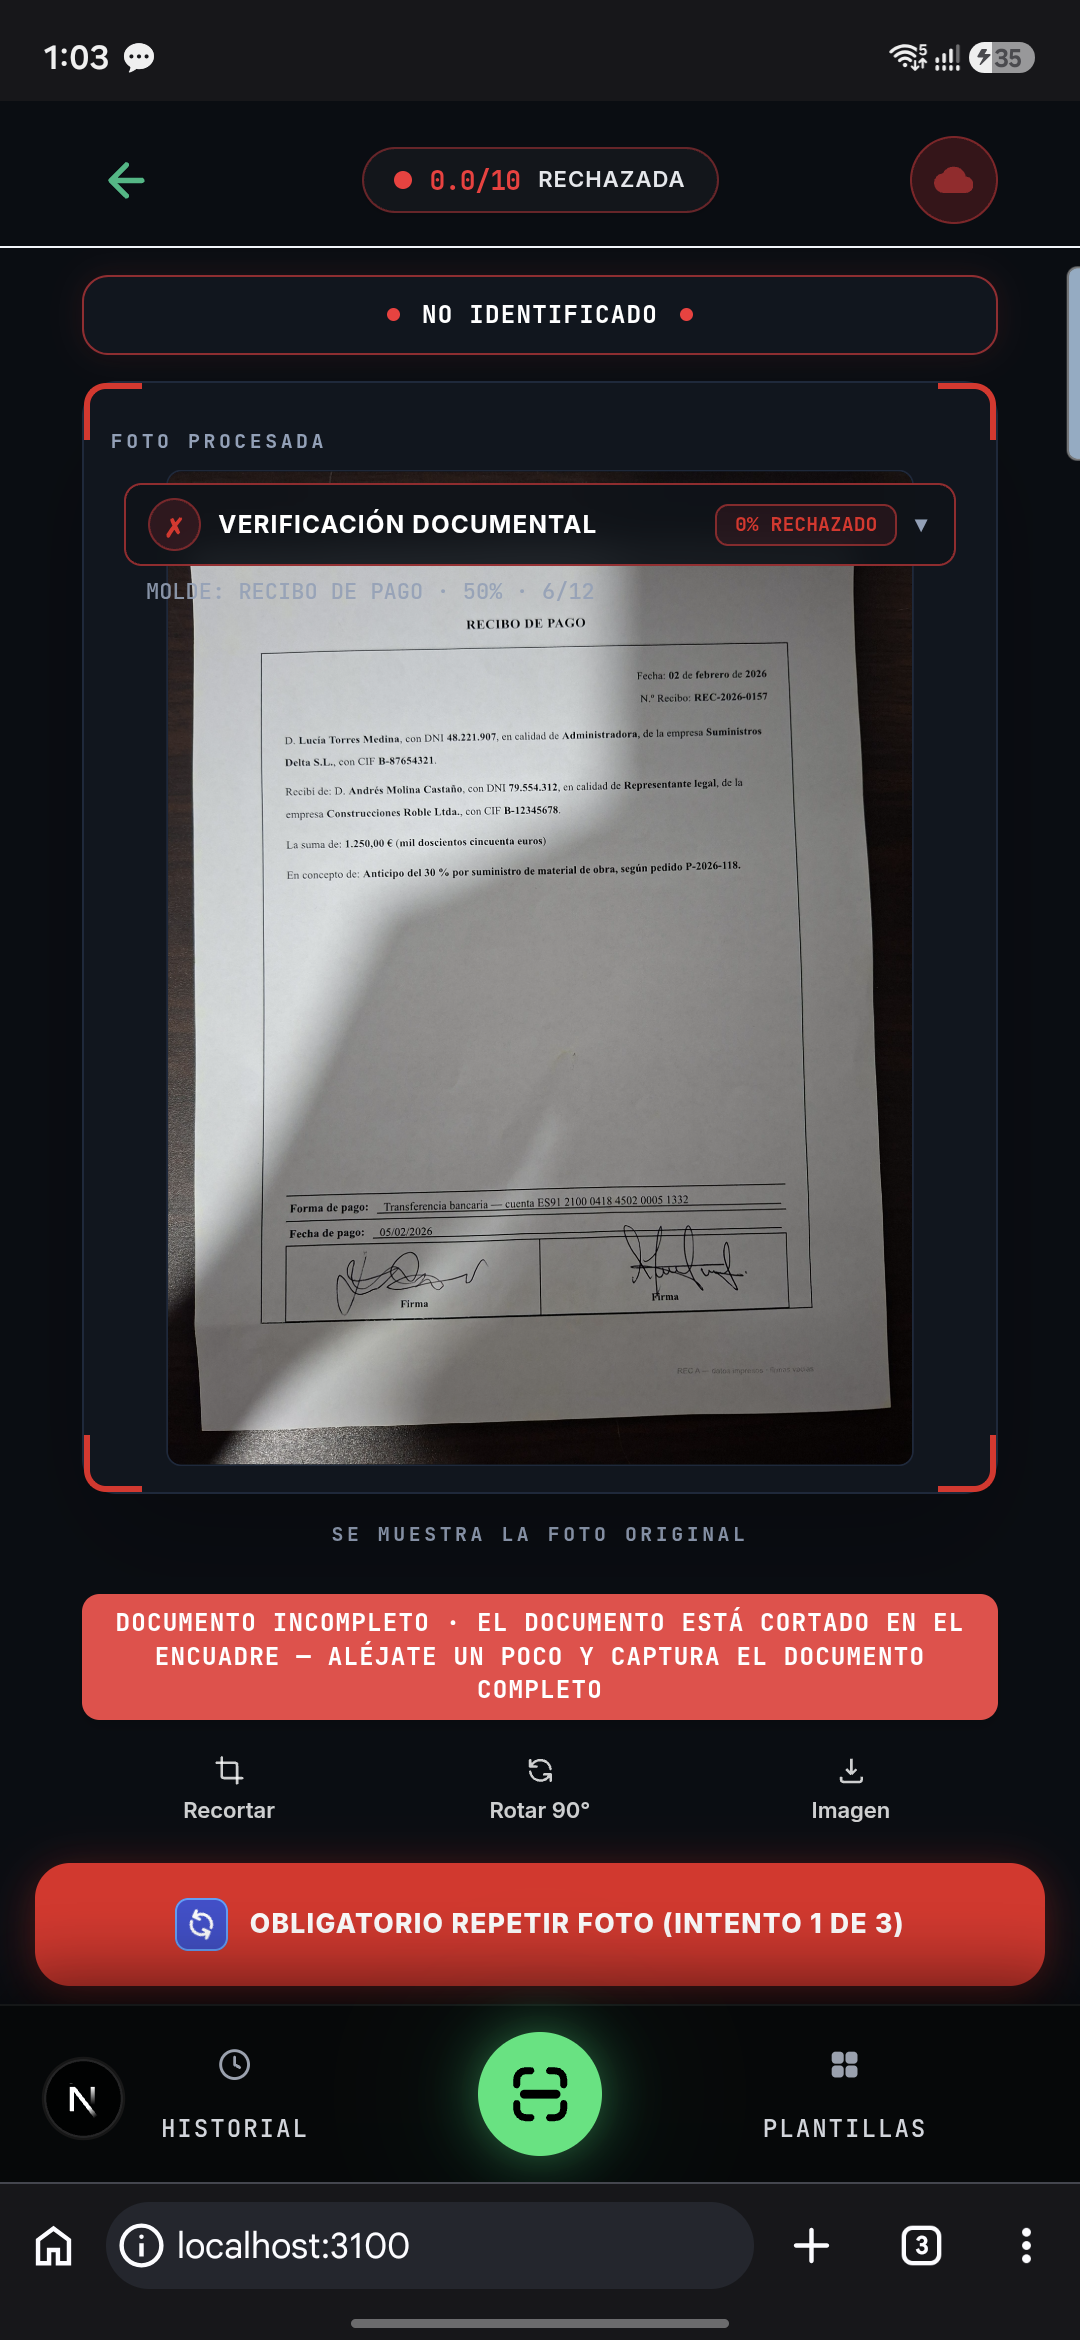 1:03
5
35
0.0/10 RECHAZADA
NO IDENTIFICADO
FOTO PROCESADA
✗ VERIFICACIÓN DOCUMENTAL 0% RECHAZADO ▼
MOLDE: RECIBO DE PAGO · 50% · 6/12
RECIBO DE PAGO
Fecha: 02 de febrero de 2026
N.º Recibo: REC-2026-0157
D. Lucía Torres Medina, con DNI 48.221.907, en calidad de Administradora, de la empresa Suministros
Delta S.L., con CIF B-87654321.
Recibí de: D. Andrés Molina Castaño, con DNI 79.554.312, en calidad de Representante legal, de la
empresa Construcciones Roble Ltda., con CIF B-12345678.
La suma de: 1.250,00 € (mil doscientos cincuenta euros)
En concepto de: Anticipo del 30 % por suministro de material de obra, según pedido P-2026-118.
Forma de pago: Transferencia bancaria — cuenta ES91 2100 0418 4502 0005 1332
Fecha de pago: 05/02/2026
Firma
Firma
REC A — datos impresos ·
SE MUESTRA LA FOTO ORIGINAL
DOCUMENTO INCOMPLETO · EL DOCUMENTO ESTÁ CORTADO EN EL
ENCUADRE — ALÉJATE UN POCO Y CAPTURA EL DOCUMENTO
COMPLETO
Recortar
Rotar 90°
Imagen
OBLIGATORIO REPETIR FOTO (INTENTO 1 DE 3)
N
HISTORIAL
PLANTILLAS
localhost:3100
3